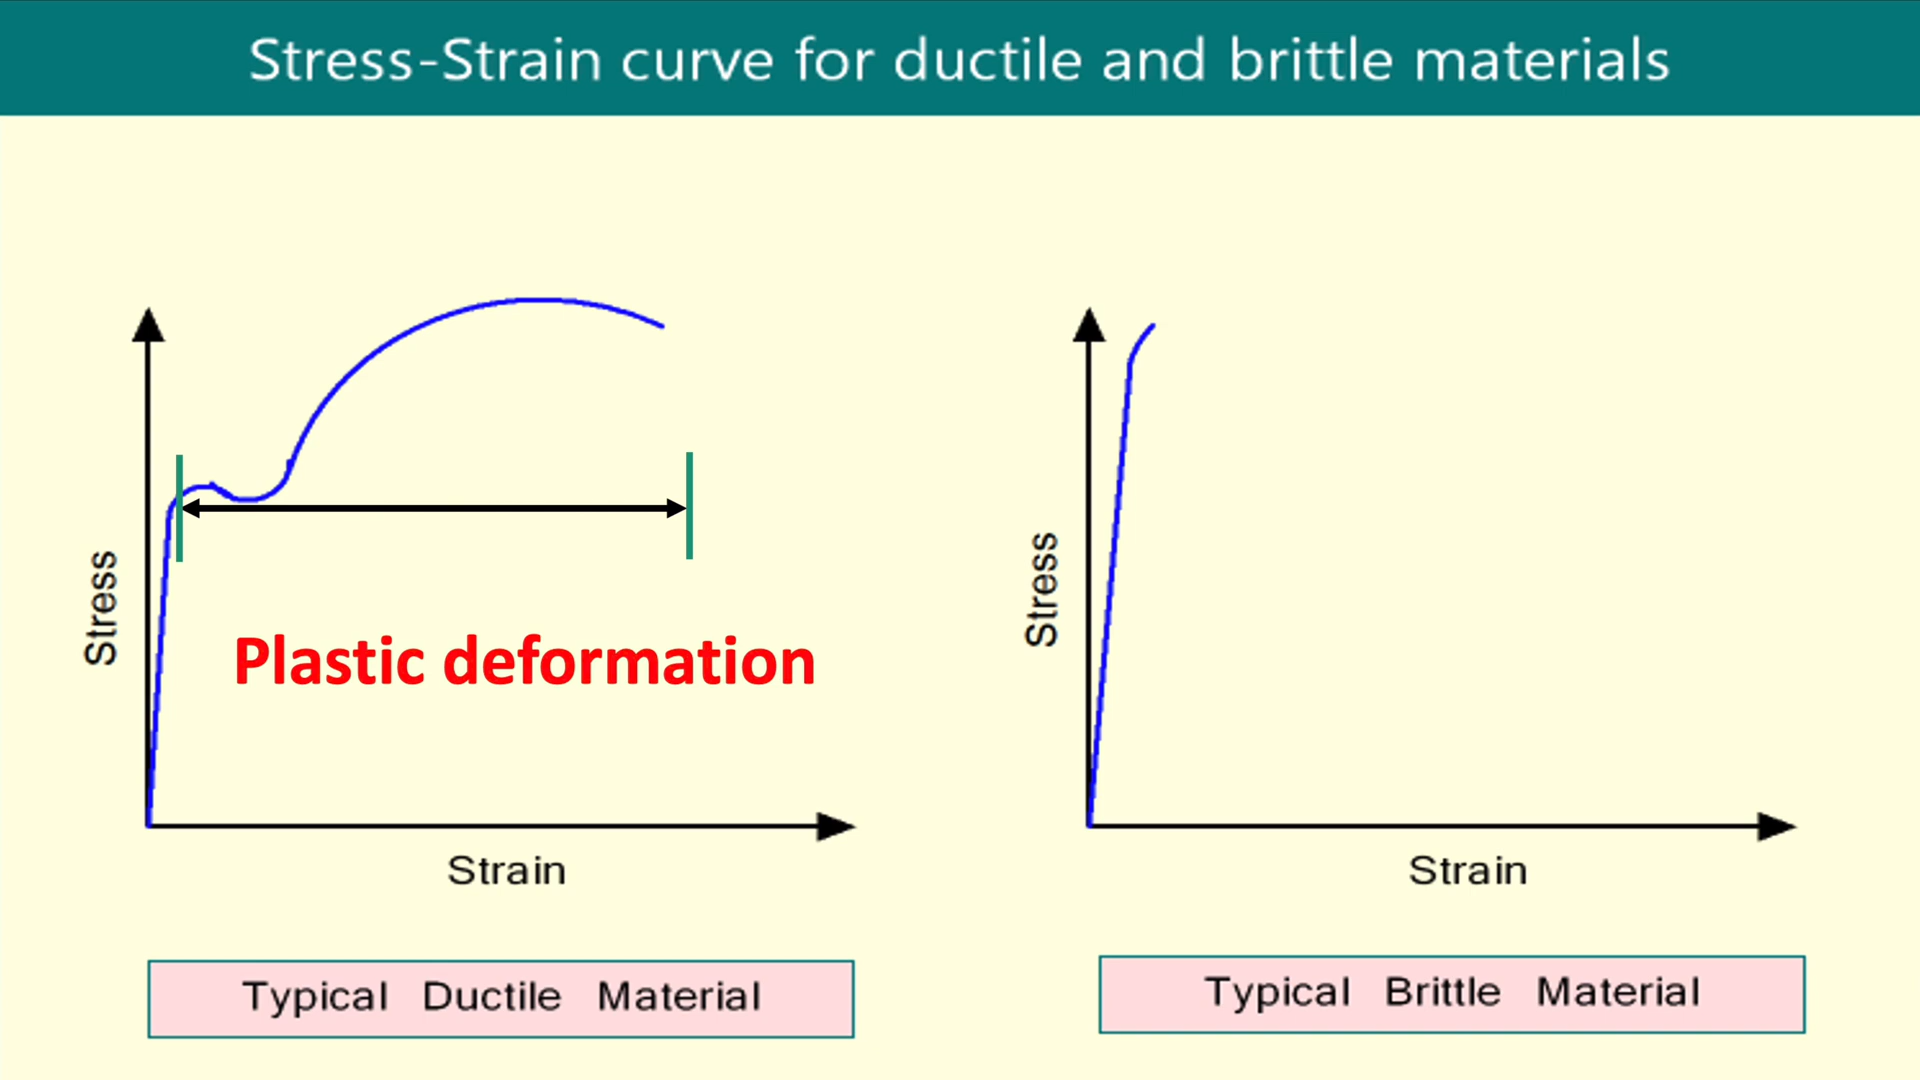 Stress-Strain curve for ductile and brittle materials
Stress
Plastic deformation
Strain
Typical Ductile Material
Stress
Strain
Typical Brittle Material